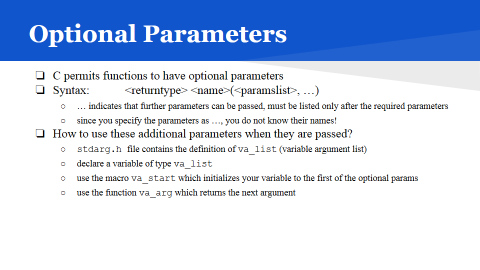 Optional Parameters
❑ C permits functions to have optional parameters
❑ Syntax: <returntype> <name>(<paramslist>, …)
○ … indicates that further parameters can be passed, must be listed only after the required parameters
○ since you specify the parameters as …, you do not know their names!
❑ How to use these additional parameters when they are passed?
○ stdarg.h file contains the definition of va_list (variable argument list)
○ declare a variable of type va_list
○ use the macro va_start which initializes your variable to the first of the optional params
○ use the function va_arg which returns the next argument